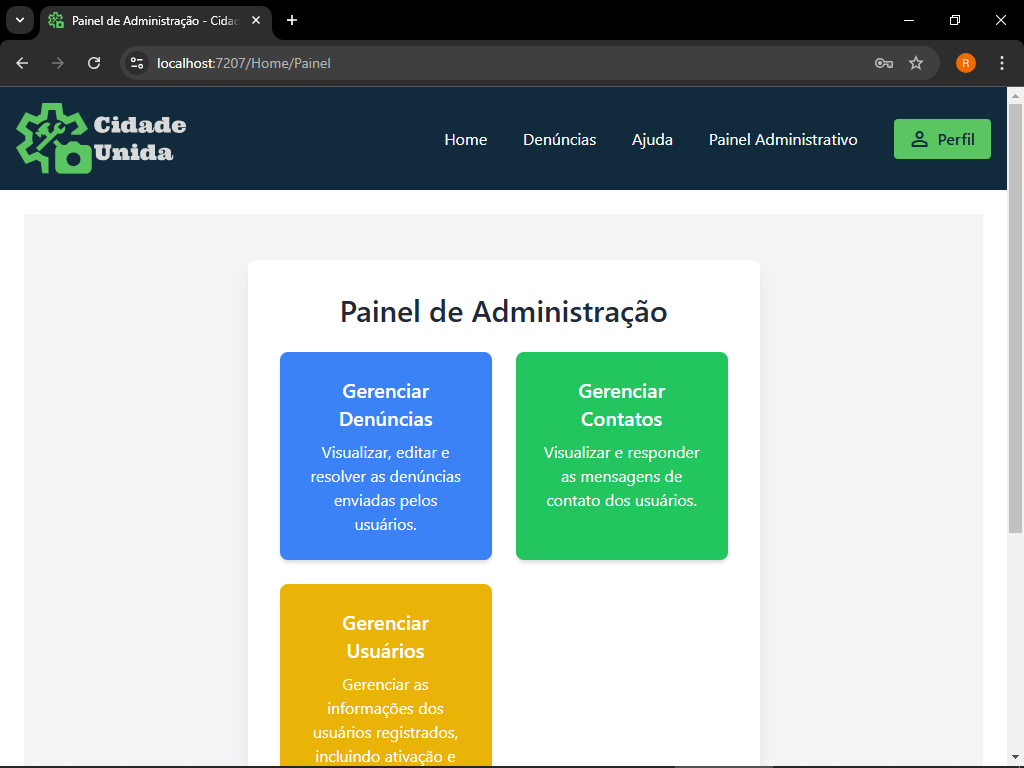 Painel de Administração - Cidad
localhost:7207/Home/Painel
R
Cidade
Unida
Home
Denúncias
Ajuda
Painel Administrativo
Perfil
Painel de Administração
Gerenciar
Denúncias
Visualizar, editar e
resolver as denúncias
enviadas pelos
usuários.
Gerenciar
Contatos
Visualizar e responder
as mensagens de
contato dos usuários.
Gerenciar
Usuários
Gerenciar as
informações dos
usuários registrados,
incluindo ativação e